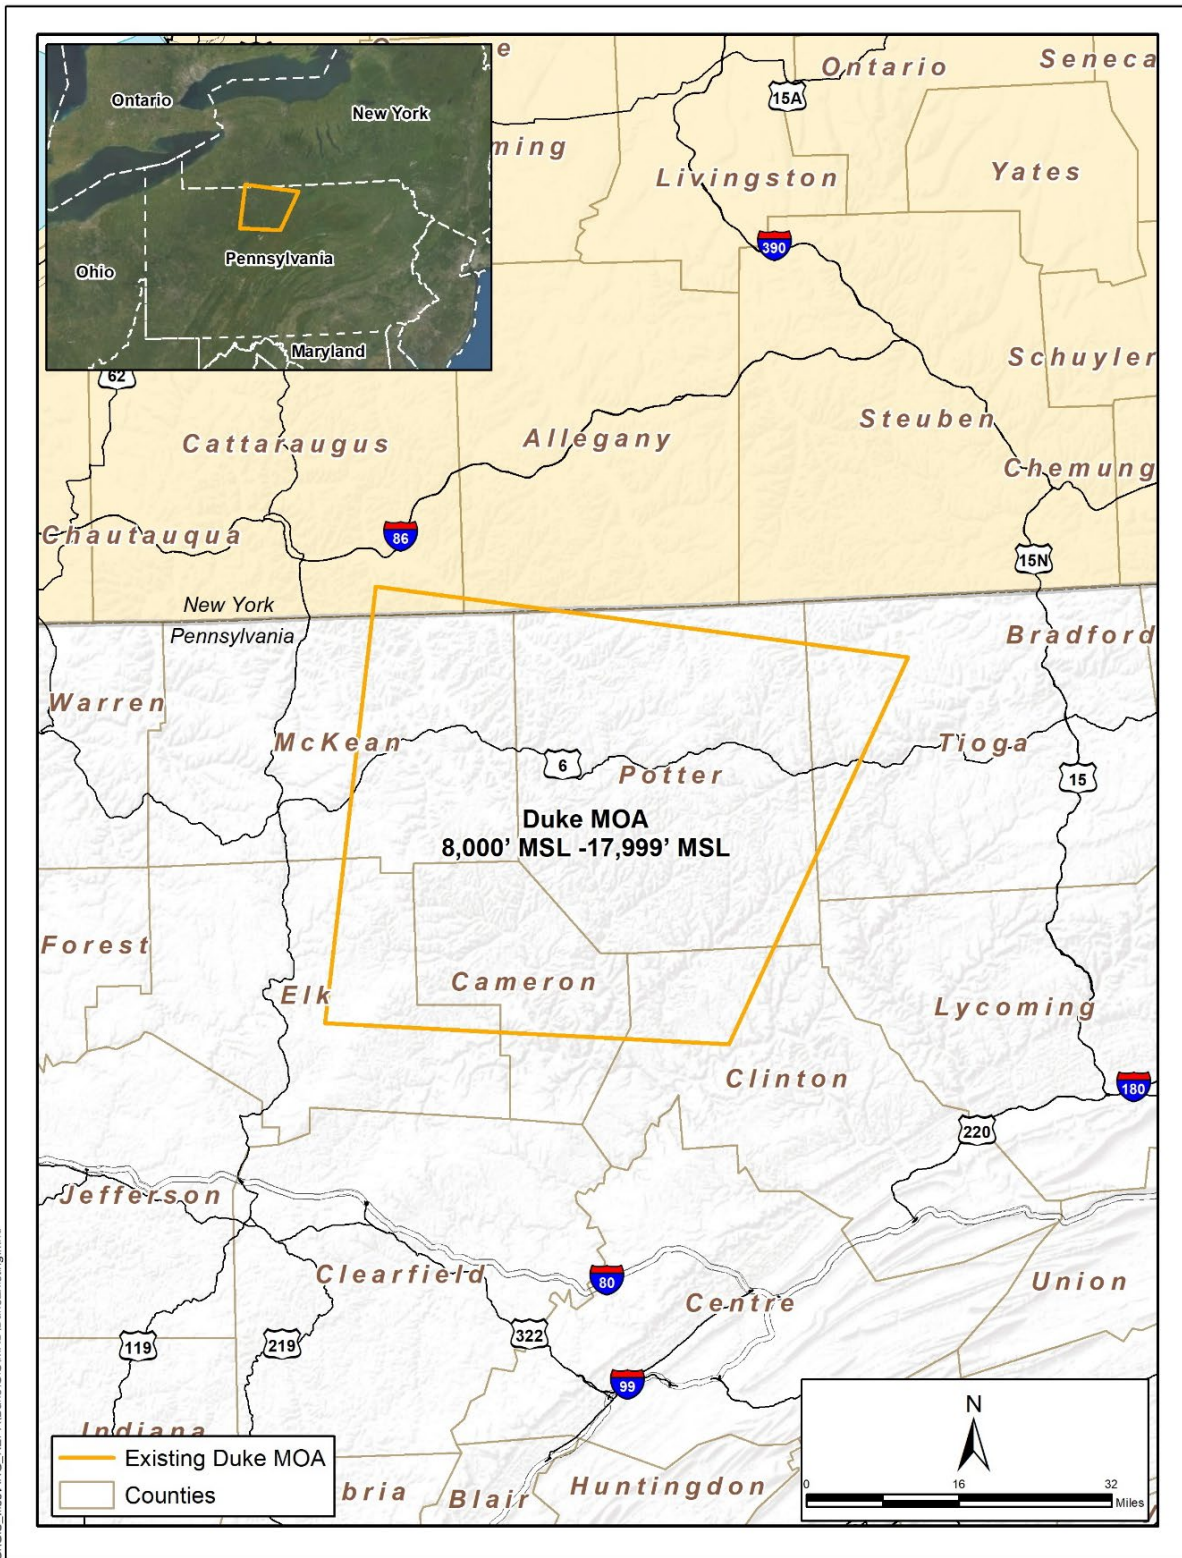 Ontario
New York
Pennsylvania
Ohio
Maryland
Ontario
Seneca
15A
ming
Livingston
Yates
390
62
Schuyler
Cattaraugus
Allegany
Steuben
Chemung
Chautauqua
86
15N
New York
Pennsylvania
Bradford
Warren
McKean
6
Potter
Tioga
15
Duke MOA
8,000' MSL -17,999' MSL
Forest
Elk
Cameron
Lycoming
Clinton
180
220
Jefferson
Clearfield
80
Centre
Union
119
219
322
99
Indiana
bria
Blair
Huntingdon
Existing Duke MOA
Counties
N
0 16 32
Miles